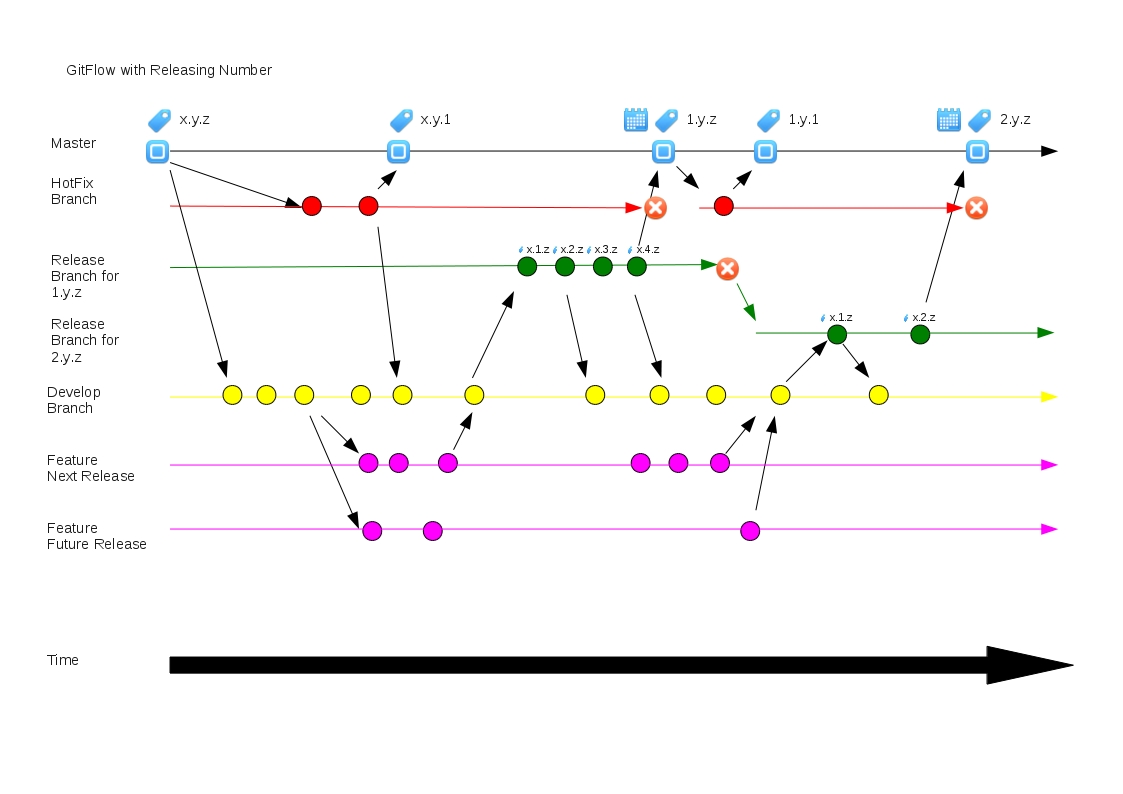 GitFlow with Releasing Number
x.y.z
x.y.1
1.y.z
1.y.1
2.y.z
Master
HotFix
Branch
Release
Branch for
1.y.z
x.1.z
x.2.z
x.3.z
x.4.z
Release
Branch for
2.y.z
x.1.z
x.2.z
Develop
Branch
Feature
Next Release
Feature
Future Release
Time